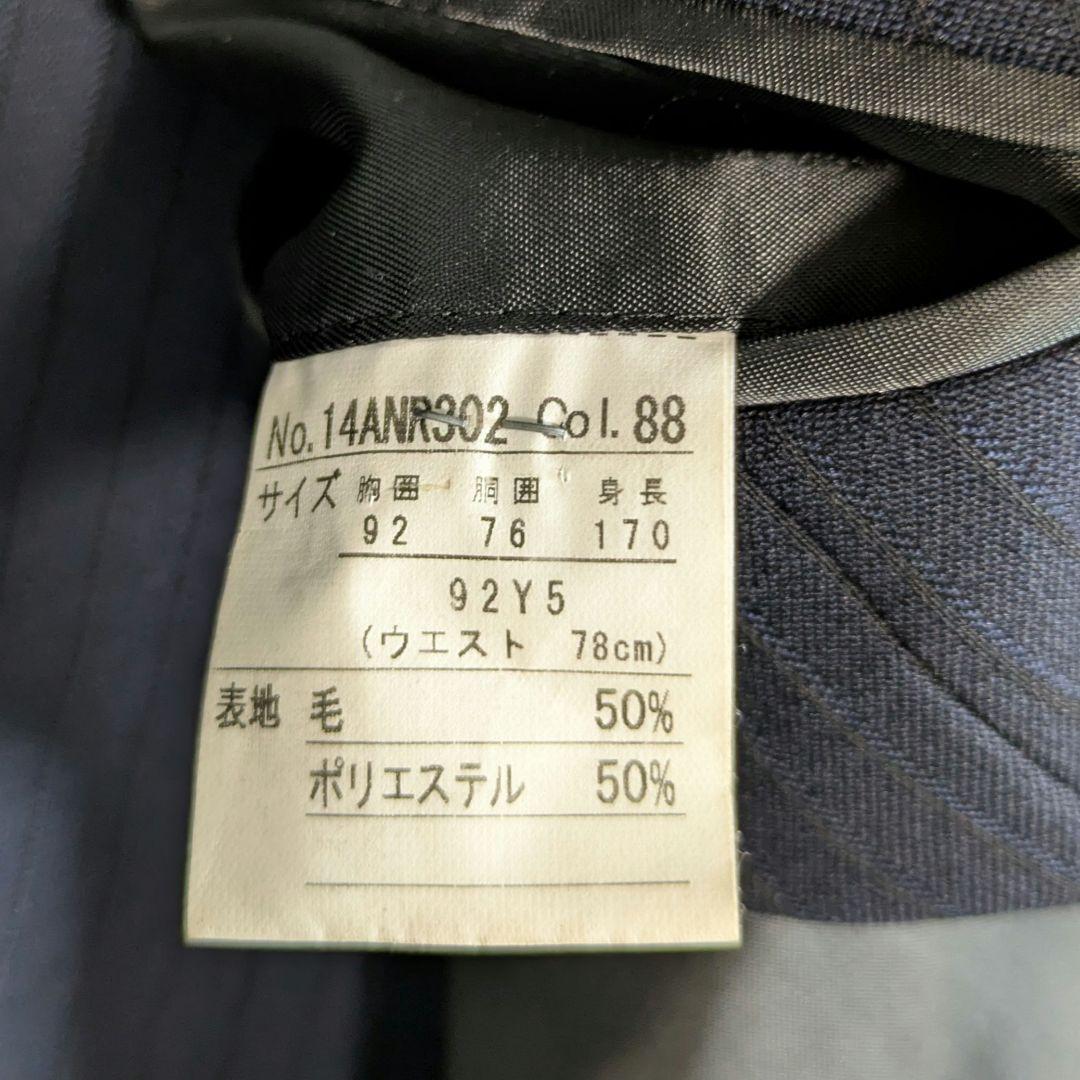 No.14ANR302 Col.88
サイズ 胸囲 胴囲 身長
92 76 170
92Y5
(ウエスト 78cm)
表地 毛 50%
ポリエステル 50%